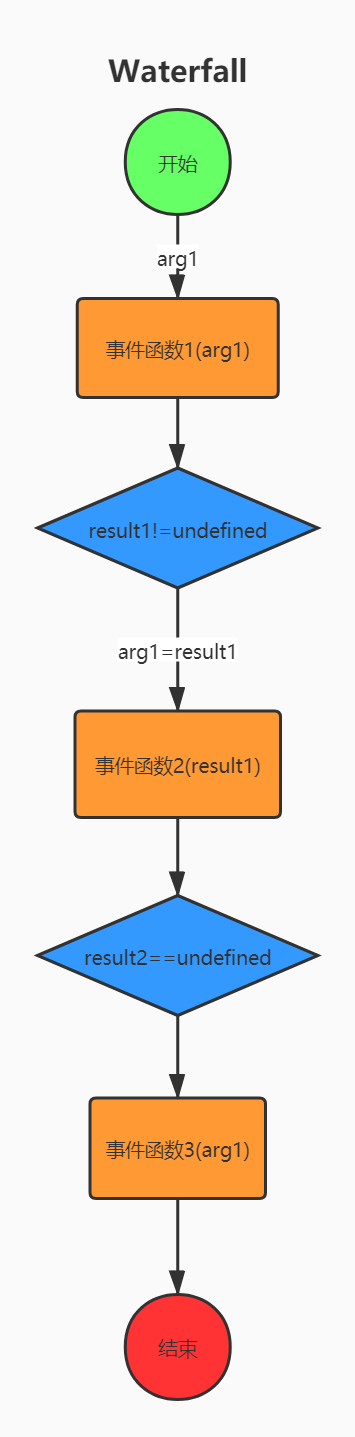 Waterfall
开始
arg1
事件函数1(arg1)
result1!=undefined
arg1=result1
事件函数2(result1)
result2==undefined
事件函数3(arg1)
结束